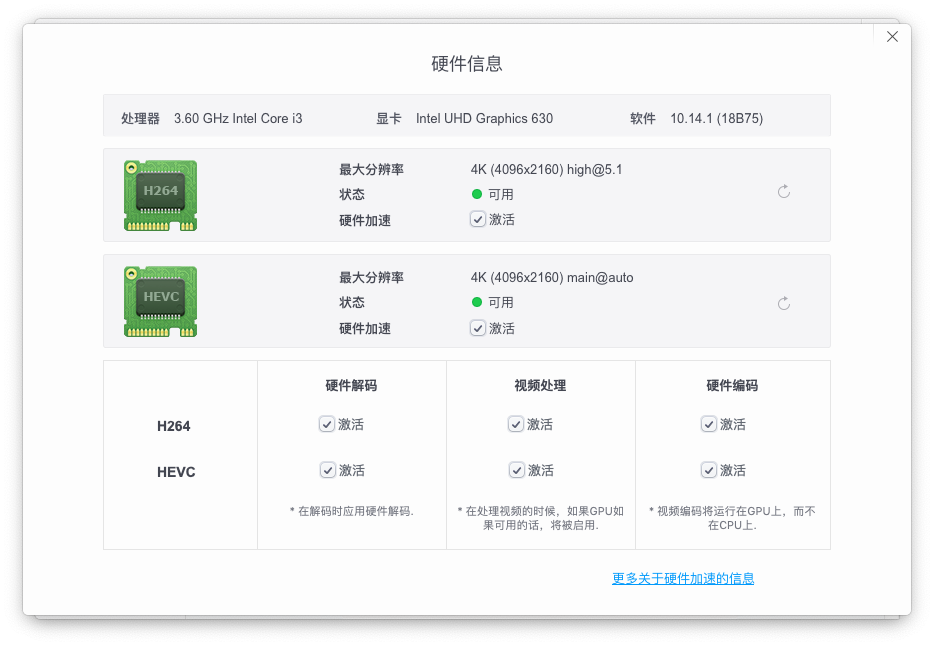 硬件信息
处理器 3.60 GHz Intel Core i3 显卡 Intel UHD Graphics 630 软件 10.14.1 (18B75)
H264
最大分辨率 4K (4096x2160) high@5.1
状态 可用
硬件加速 激活
HEVC
最大分辨率 4K (4096x2160) main@auto
状态 可用
硬件加速 激活
硬件解码 视频处理 硬件编码
H264 激活 激活 激活
HEVC 激活 激活 激活
* 在解码时应用硬件解码.
* 在处理视频的时候，如果GPU如
果可用的话，将被启用.
* 视频编码将运行在GPU上，而不
在CPU上.
更多关于硬件加速的信息